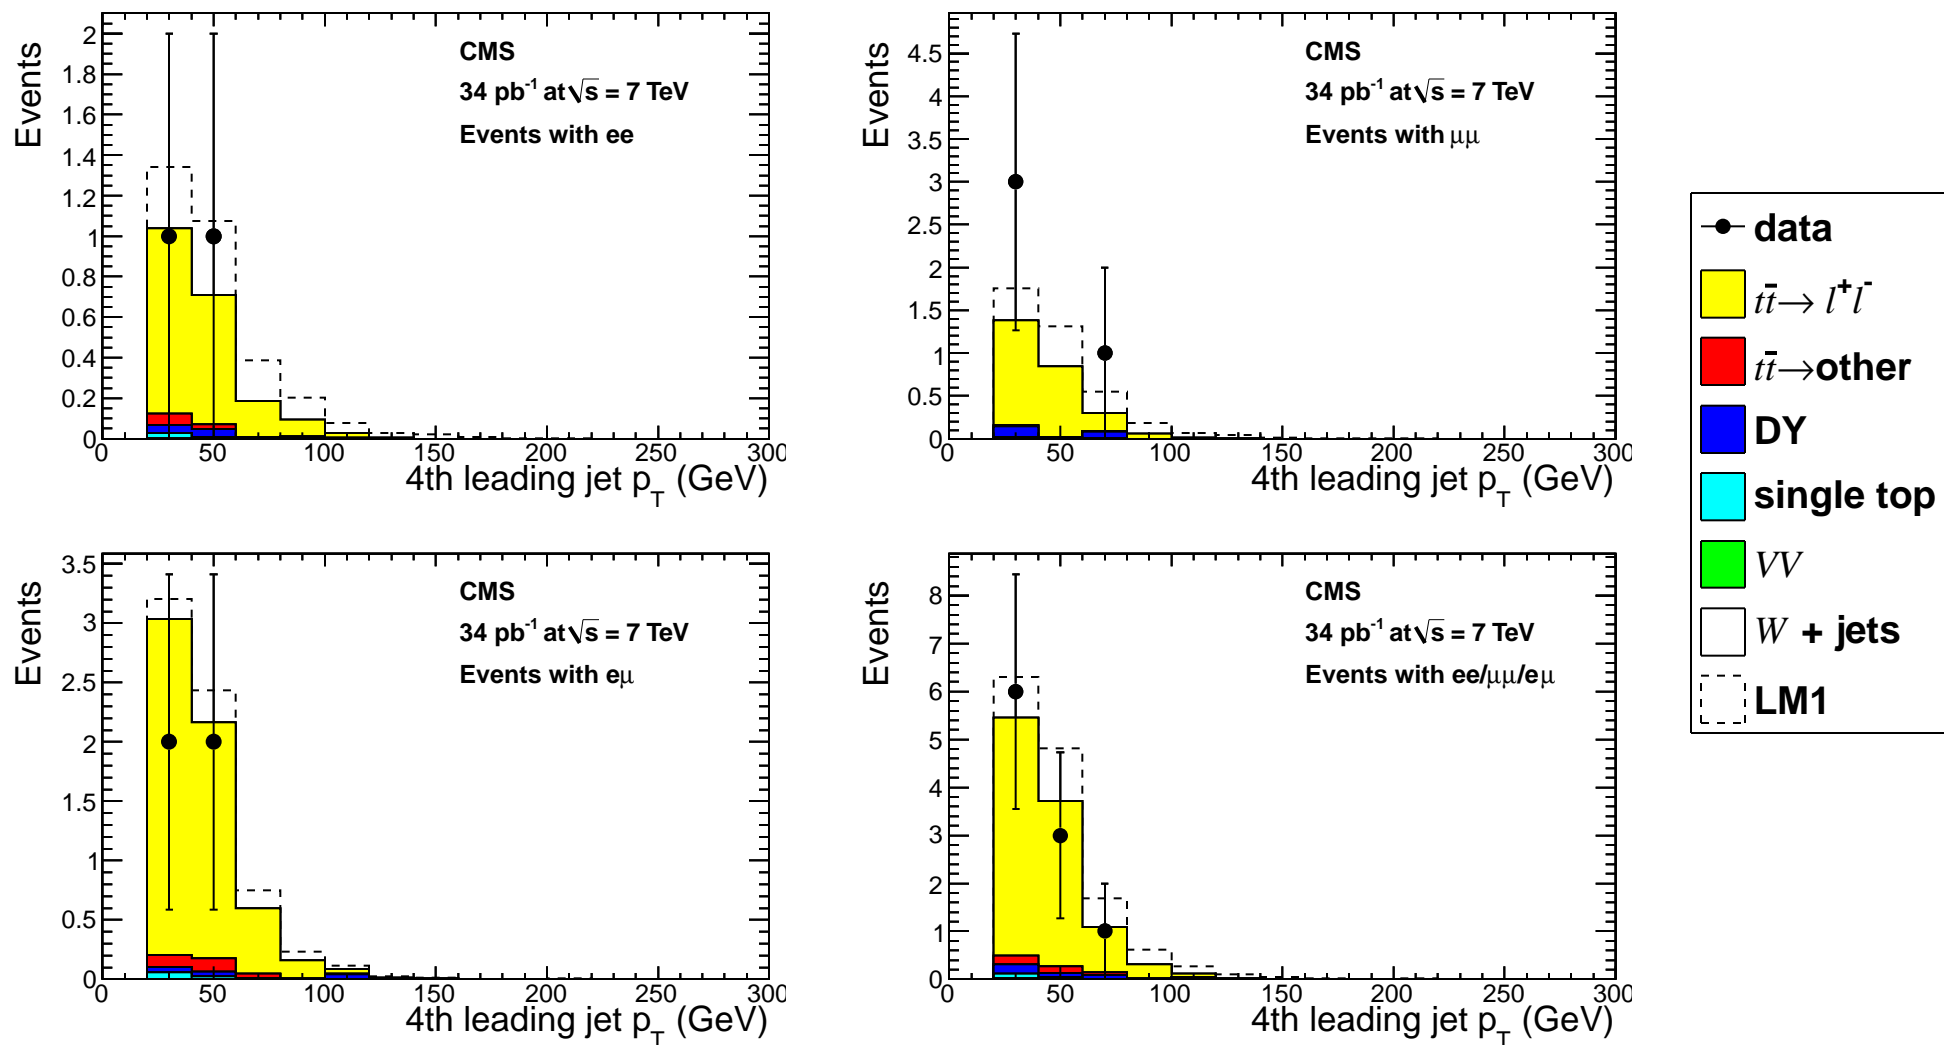 Events
2
1.8
1.6
1.4
1.2
1
0.8
0.6
0.4
0.2
0
CMS
34 pb⁻¹ at √s = 7 TeV
Events with ee
0 50 100 150 200 250 300
4th leading jet p_T (GeV)
Events
4.5
4
3.5
3
2.5
2
1.5
1
0.5
0
CMS
34 pb⁻¹ at √s = 7 TeV
Events with μμ
0 50 100 150 200 250 300
4th leading jet p_T (GeV)
Events
3.5
3
2.5
2
1.5
1
0.5
0
CMS
34 pb⁻¹ at √s = 7 TeV
Events with eμ
0 50 100 150 200 250 300
4th leading jet p_T (GeV)
Events
8
7
6
5
4
3
2
1
0
CMS
34 pb⁻¹ at √s = 7 TeV
Events with ee/μμ/eμ
0 50 100 150 200 250 300
4th leading jet p_T (GeV)
data
tt̄→ l⁺l⁻
tt̄→other
DY
single top
VV
W + jets
LM1